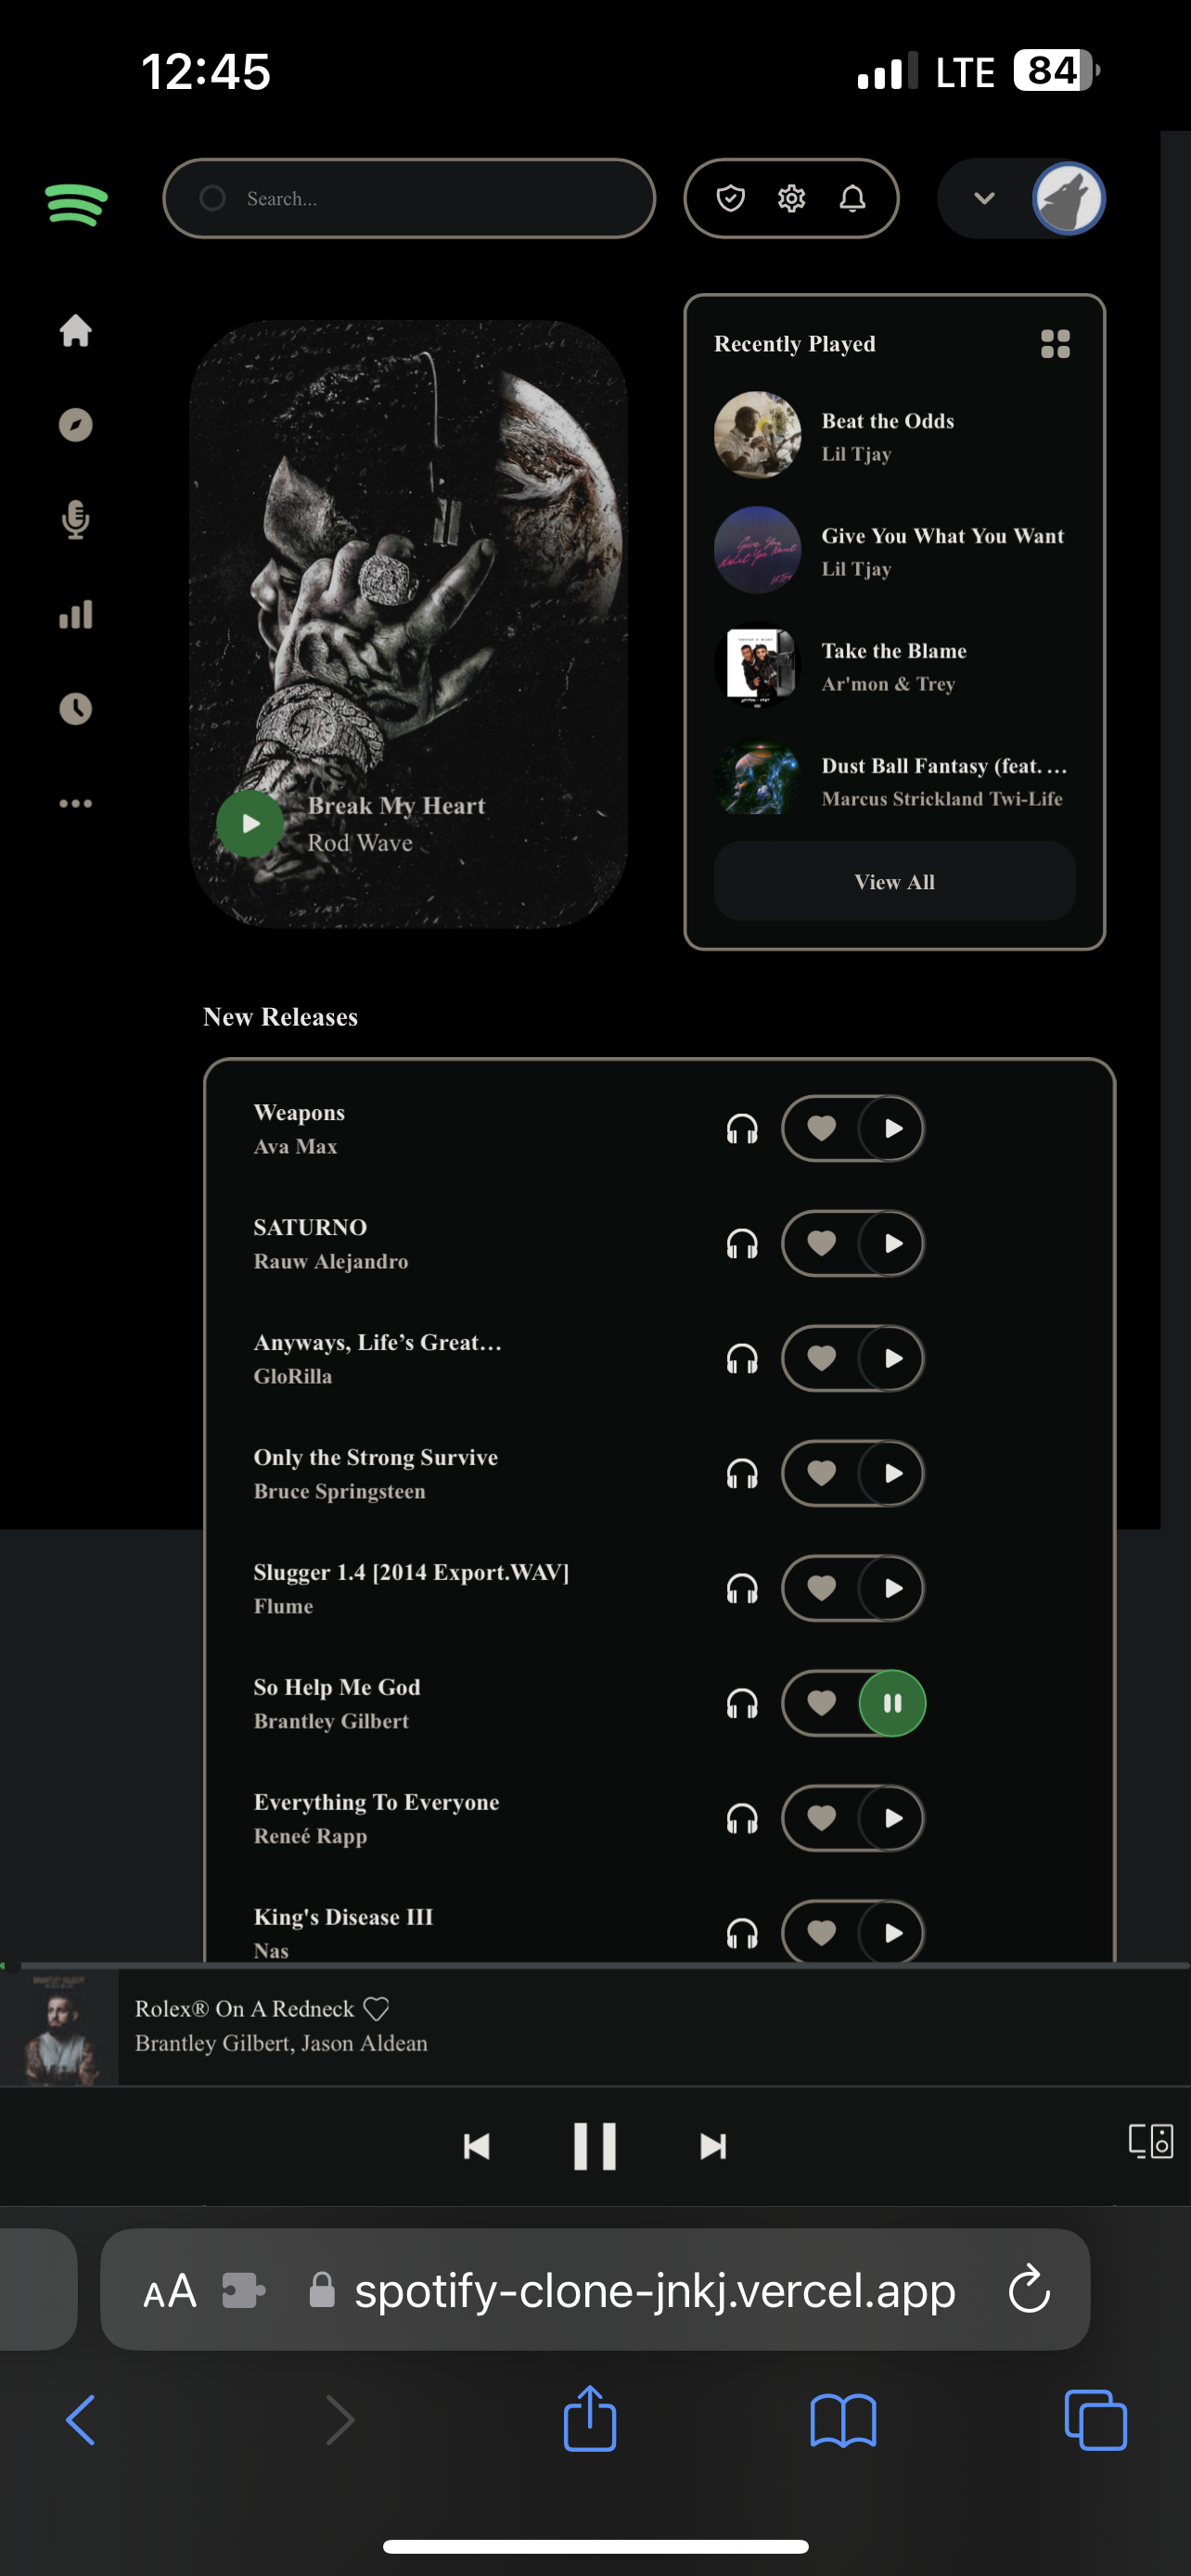 12:45
LTE 84
Search...
Recently Played
Beat the Odds
Lil Tjay
Give You What You Want
Lil Tjay
Take the Blame
Ar'mon & Trey
Dust Ball Fantasy (feat. ...
Marcus Strickland Twi-Life
View All
Break My Heart
Rod Wave
New Releases
Weapons
Ava Max
SATURNO
Rauw Alejandro
Anyways, Life’s Great...
GloRilla
Only the Strong Survive
Bruce Springsteen
Slugger 1.4 [2014 Export.WAV]
Flume
So Help Me God
Brantley Gilbert
Everything To Everyone
Reneé Rapp
King's Disease III
Nas
Rolex® On A Redneck
Brantley Gilbert, Jason Aldean
AA spotify-clone-jnkj.vercel.app